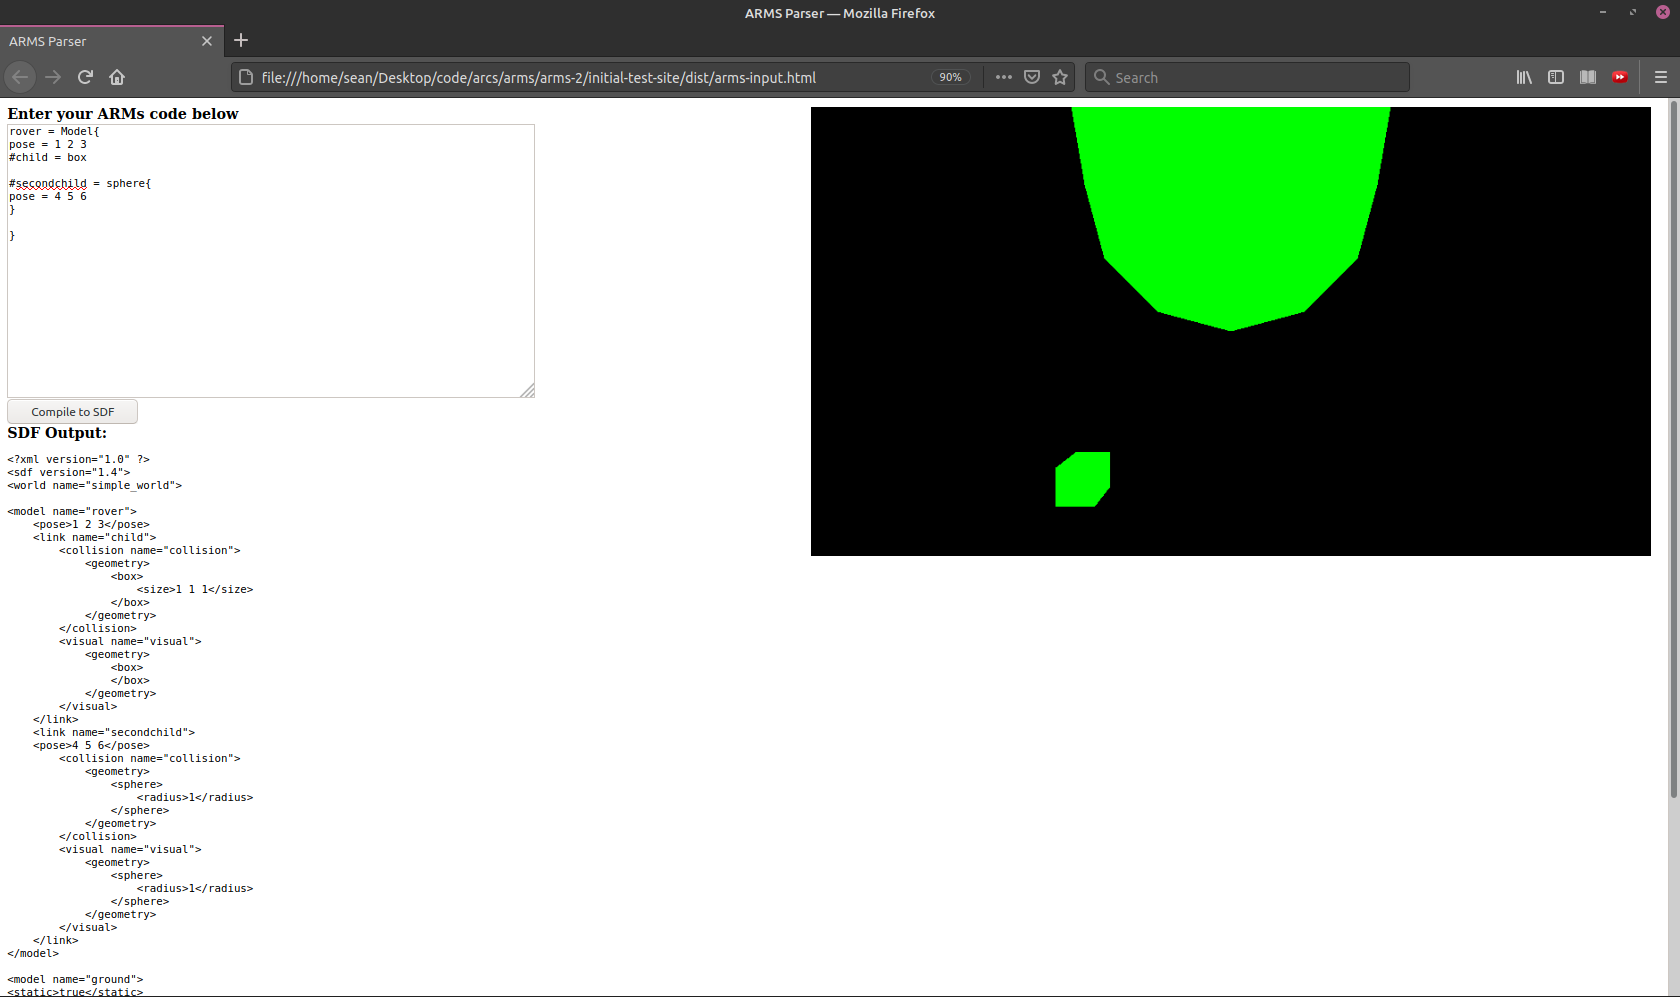 ARMS Parser — Mozilla Firefox
ARMS Parser
file:///home/sean/Desktop/code/arcs/arms/arms-2/initial-test-site/dist/arms-input.html
90%
Search
Enter your ARMs code below
rover = Model{
pose = 1 2 3
#child = box
#secondchild = sphere{
pose = 4 5 6
}
}
Compile to SDF
SDF Output:
<?xml version="1.0" ?>
<sdf version="1.4">
<world name="simple_world">
<model name="rover">
<pose>1 2 3</pose>
<link name="child">
<collision name="collision">
<geometry>
<box>
<size>1 1 1</size>
</box>
</geometry>
</collision>
<visual name="visual">
<geometry>
<box>
</box>
</geometry>
</visual>
</link>
<link name="secondchild">
<pose>4 5 6</pose>
<collision name="collision">
<geometry>
<sphere>
<radius>1</radius>
</sphere>
</geometry>
</collision>
<visual name="visual">
<geometry>
<sphere>
<radius>1</radius>
</sphere>
</geometry>
</visual>
</link>
</model>
<model name="ground">
<static>true</static>